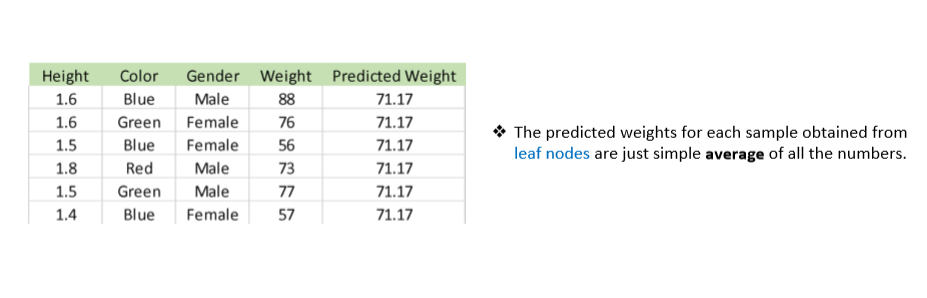 Height Color Gender Weight Predicted Weight
1.6 Blue Male 88 71.17
1.6 Green Female 76 71.17
1.5 Blue Female 56 71.17
1.8 Red Male 73 71.17
1.5 Green Male 77 71.17
1.4 Blue Female 57 71.17
❖ The predicted weights for each sample obtained from
leaf nodes are just simple average of all the numbers.